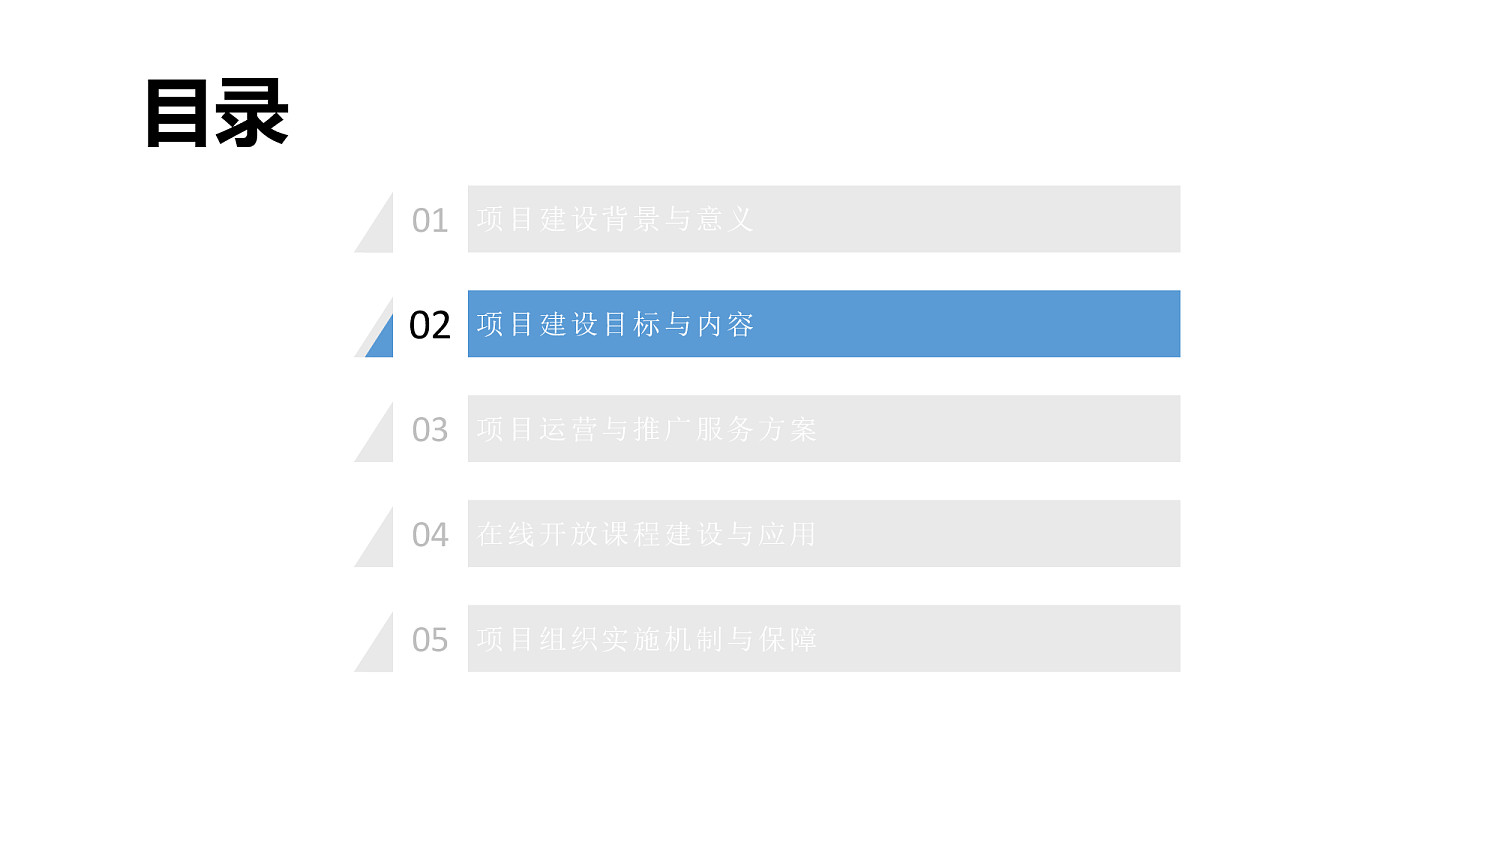 目录
01 项目建设背景与意义
02 项目建设目标与内容
03 项目运营与推广服务方案
04 在线开放课程建设与应用
05 项目组织实施机制与保障